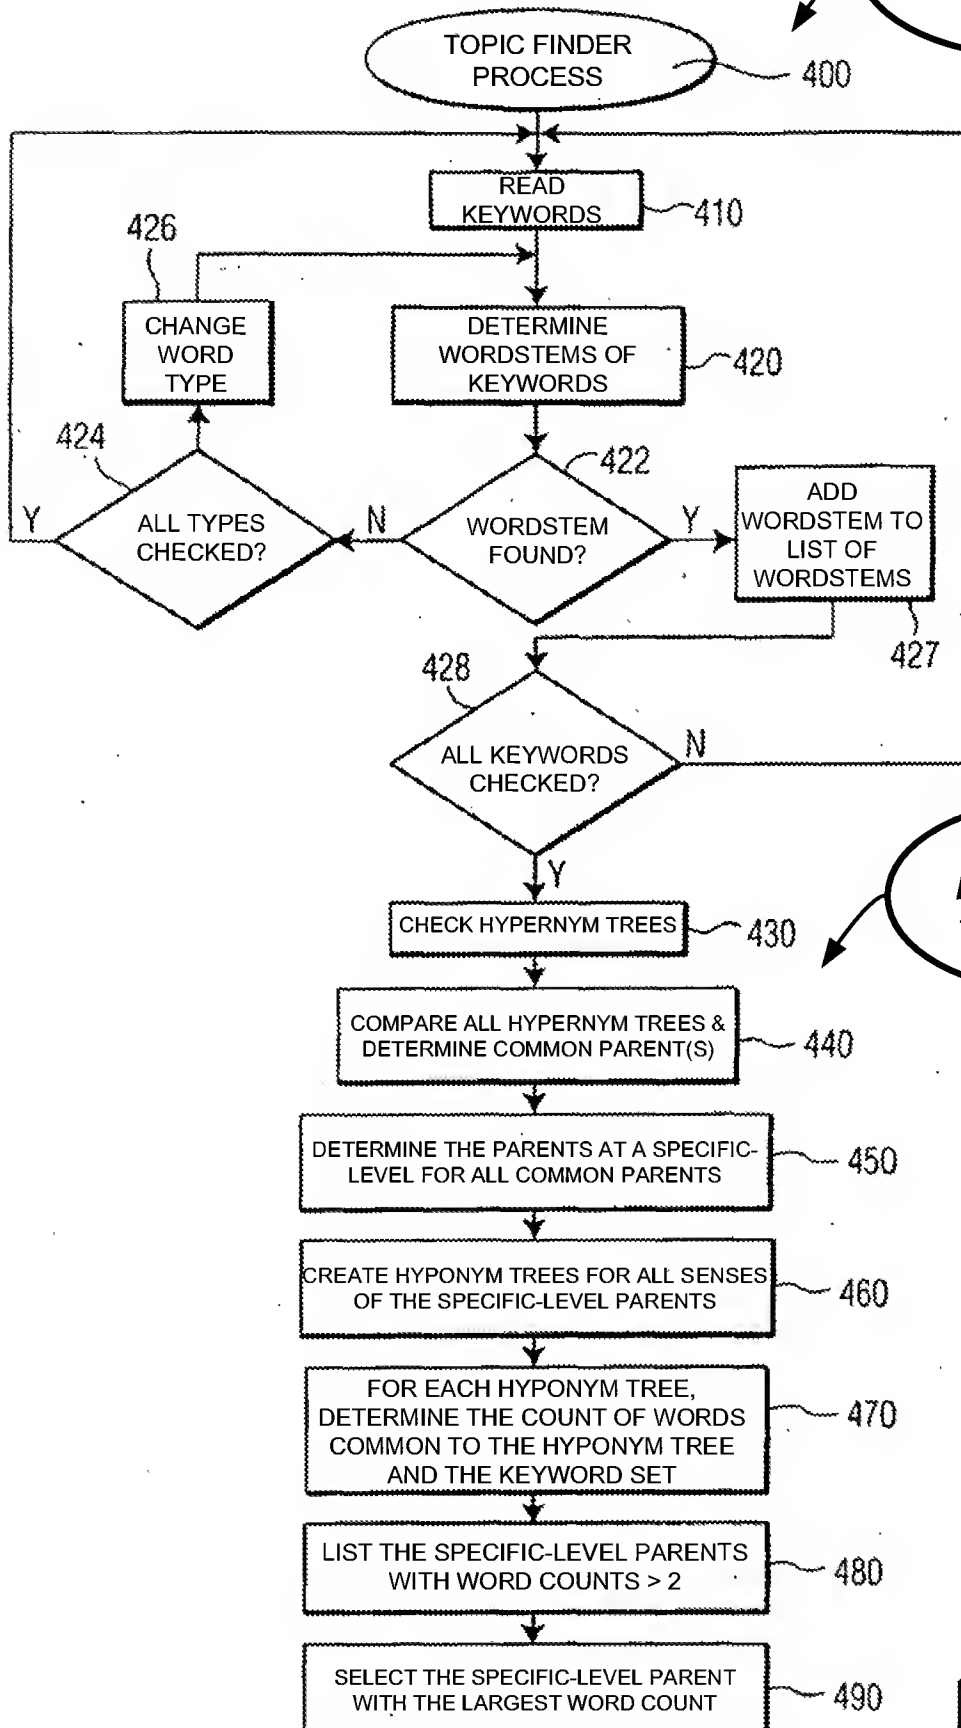 TOPIC FINDER
PROCESS
400
READ
KEYWORDS
410
426
CHANGE
WORD
TYPE
DETERMINE
WORDSTEMS OF
KEYWORDS
420
424
422
Y
ALL TYPES
CHECKED?
N
WORDSTEM
FOUND?
Y
ADD
WORDSTEM TO
LIST OF
WORDSTEMS
427
428
ALL KEYWORDS
CHECKED?
N
Y
CHECK HYPERNYM TREES
430
COMPARE ALL HYPERNYM TREES &
DETERMINE COMMON PARENT(S)
440
DETERMINE THE PARENTS AT A SPECIFIC-
LEVEL FOR ALL COMMON PARENTS
450
CREATE HYPONYM TREES FOR ALL SENSES
OF THE SPECIFIC-LEVEL PARENTS
460
FOR EACH HYPONYM TREE,
DETERMINE THE COUNT OF WORDS
COMMON TO THE HYPONYM TREE
AND THE KEYWORD SET
470
LIST THE SPECIFIC-LEVEL PARENTS
WITH WORD COUNTS > 2
480
SELECT THE SPECIFIC-LEVEL PARENT
WITH THE LARGEST WORD COUNT
490